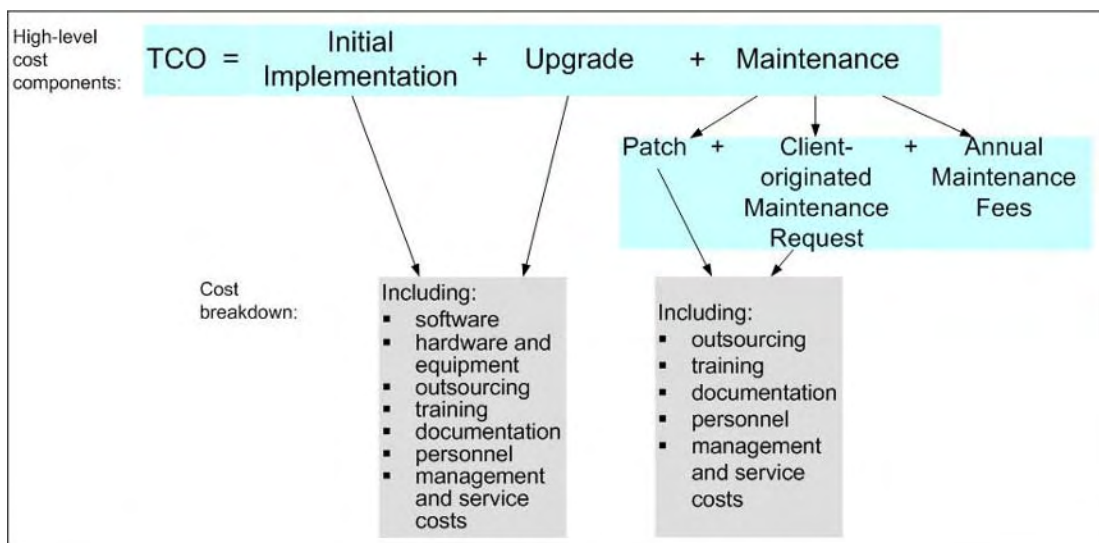 High-level
cost
components:
TCO = Initial
Implementation + Upgrade + Maintenance
Patch + Client-
originated
Maintenance
Request + Annual
Maintenance
Fees
Cost
breakdown:
Including:
▪ software
▪ hardware and
equipment
▪ outsourcing
▪ training
▪ documentation
▪ personnel
▪ management
and service
costs
Including:
▪ outsourcing
▪ training
▪ documentation
▪ personnel
▪ management
and service
costs